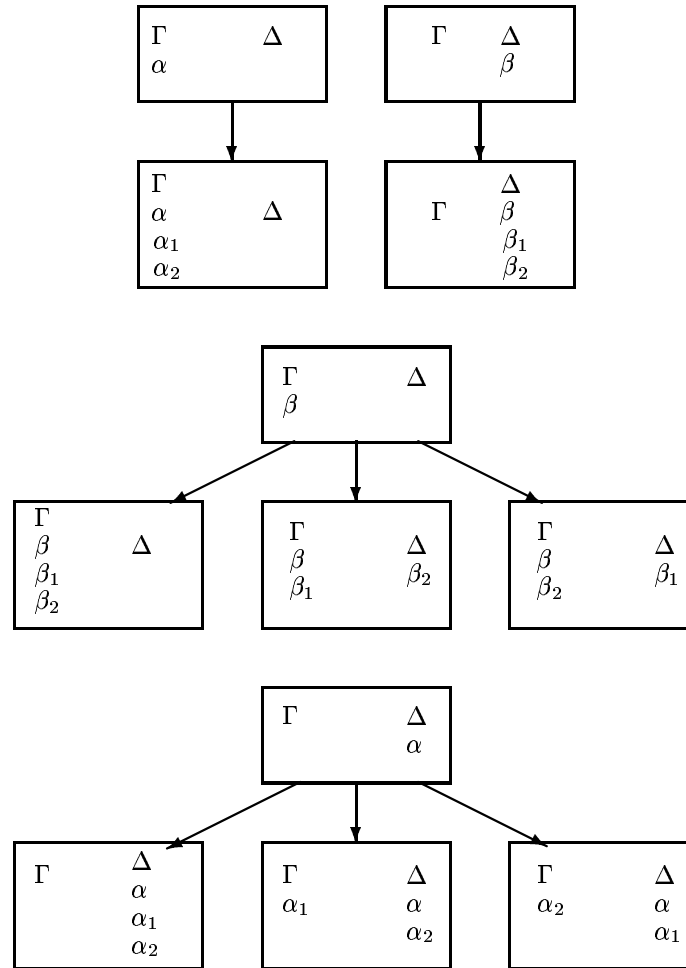 Γ Δ
α
Γ Δ
β
Γ
α Δ
α₁
α₂
Δ
Γ β
β₁
β₂
Γ Δ
β
Γ
β Δ
β₁
β₂
Γ Δ
β β₂
β₁
Γ Δ
β β₁
β₂
Γ Δ
α
Γ Δ
α
α₁
α₂
Γ Δ
α₁ α
α₂
Γ Δ
α₂ α
α₁